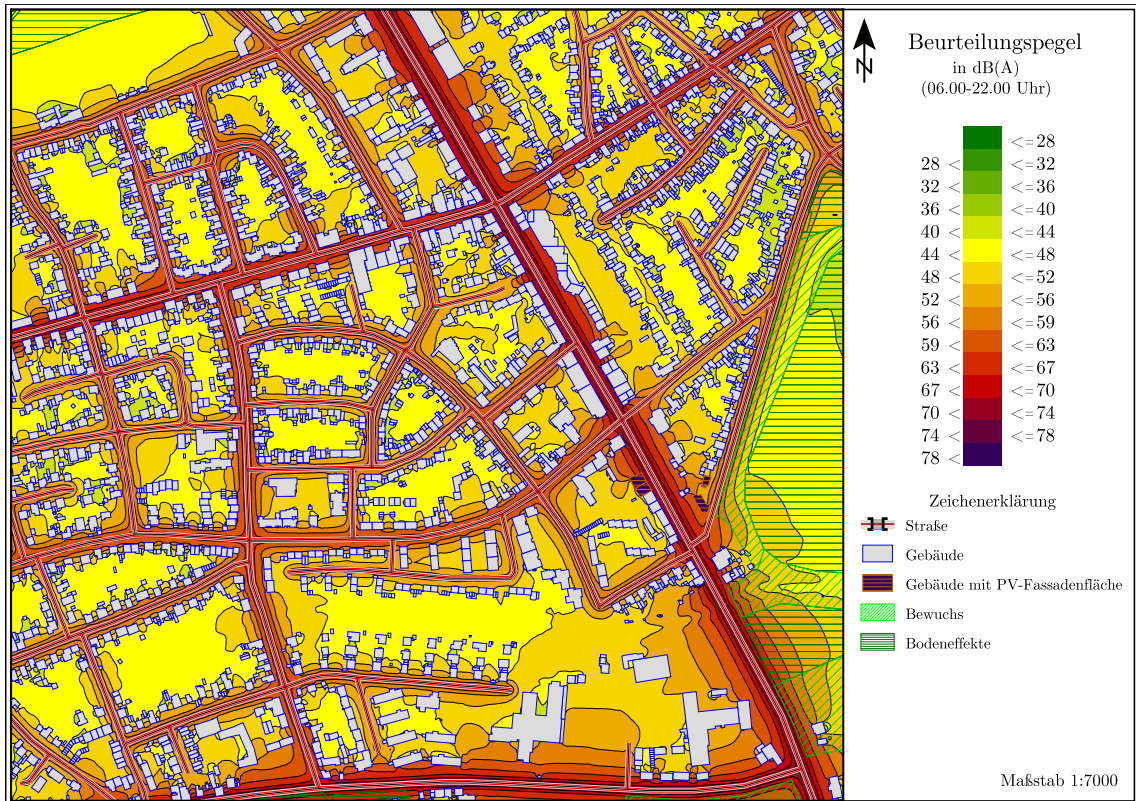 N
Beurteilungspegel
in dB(A)
(06.00-22.00 Uhr)
<=28
28 < <=32
32 < <=36
36 < <=40
40 < <=44
44 < <=48
48 < <=52
52 < <=56
56 < <=59
59 < <=63
63 < <=67
67 < <=70
70 < <=74
74 < <=78
78 <
Zeichenerklärung
Straße
Gebäude
Gebäude mit PV-Fassadenfläche
Bewuchs
Bodeneffekte
Maßstab 1:7000